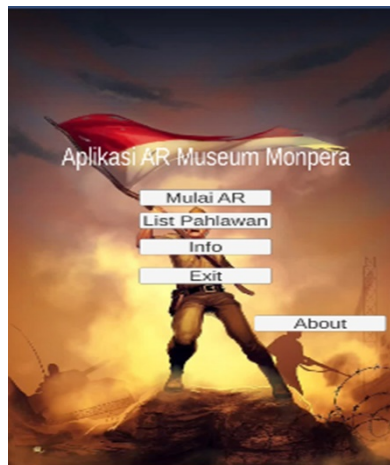 Aplikasi AR Museum Monpera
Mulai AR
List Pahlawan
Info
Exit
About